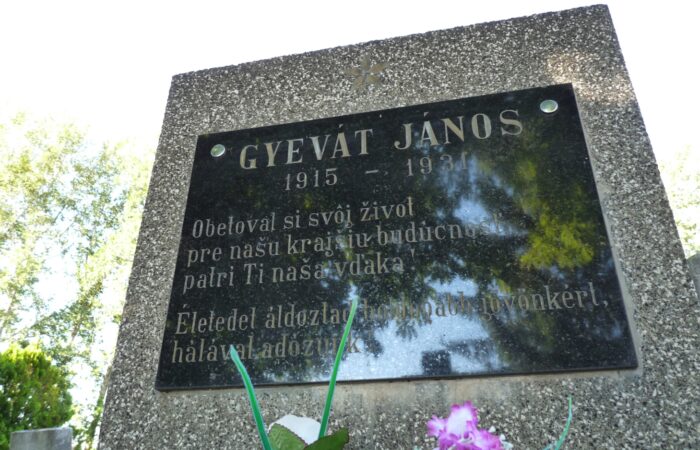 GYEVÁT JÁNOS
1915 – 1931
Obetoval si svôj život
pre našu krajšiu budúcnosť
patrí Ti naša vďaka!
Életedet áldoztad boldogabb jövőnkért,
hálával adózunk